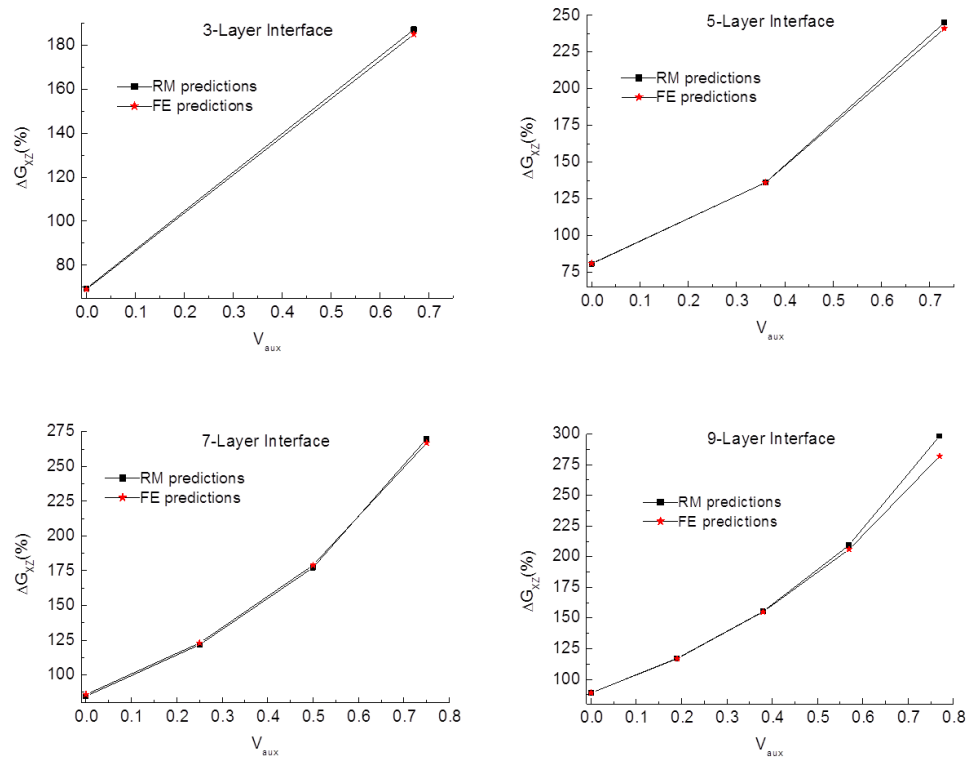 3-Layer Interface
RM predictions
FE predictions
ΔG_XZ(%)
180
160
140
120
100
80
0.0 0.1 0.2 0.3 0.4 0.5 0.6 0.7
V_aux
5-Layer Interface
RM predictions
FE predictions
ΔG_XZ(%)
250
225
200
175
150
125
100
75
0.0 0.1 0.2 0.3 0.4 0.5 0.6 0.7
V_aux
7-Layer Interface
RM predictions
FE predictions
ΔG_XZ(%)
275
250
225
200
175
150
125
100
0.0 0.1 0.2 0.3 0.4 0.5 0.6 0.7 0.8
V_aux
9-Layer Interface
RM predictions
FE predictions
ΔG_XZ(%)
300
275
250
225
200
175
150
125
100
0.0 0.1 0.2 0.3 0.4 0.5 0.6 0.7 0.8
V_aux